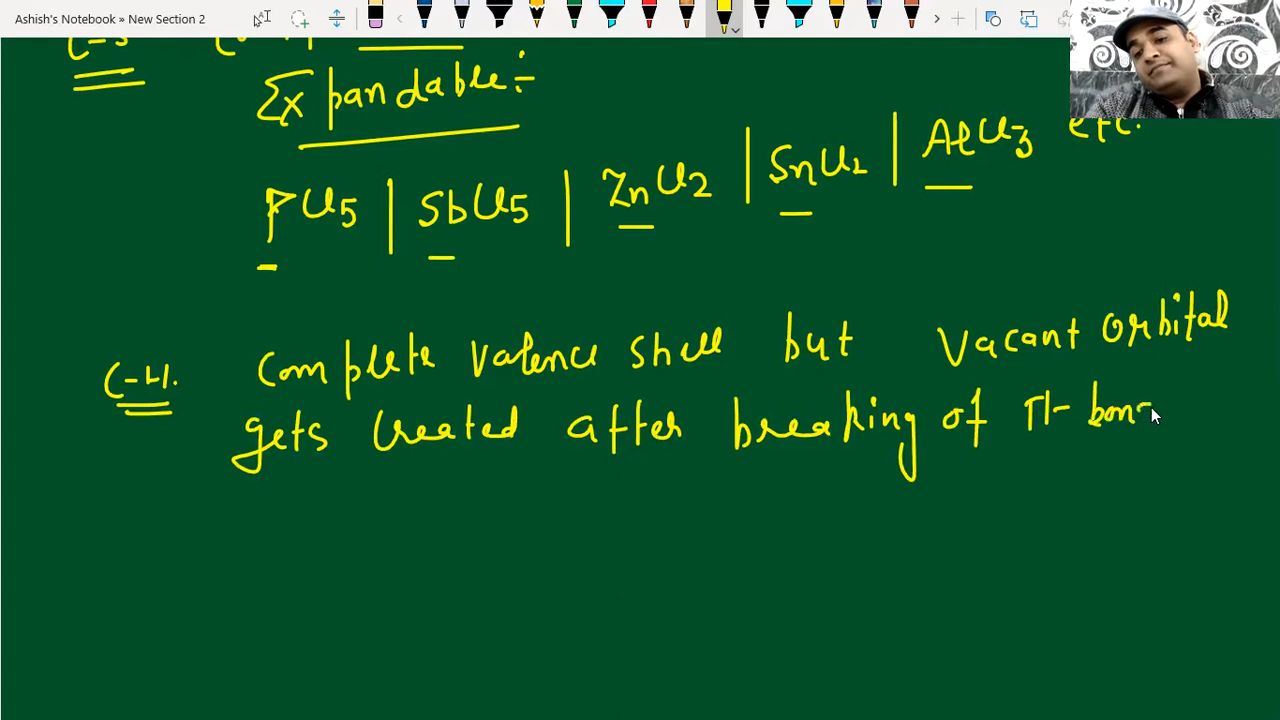 Ashish's Notebook » New Section 2
C-3
Expandable:-
PCl5 | SbCl5 | ZnCl2 | SnCl2 | AlCl3 etc.
C-4. Complete valence shell but vacant orbital
gets created after breaking of π- bon